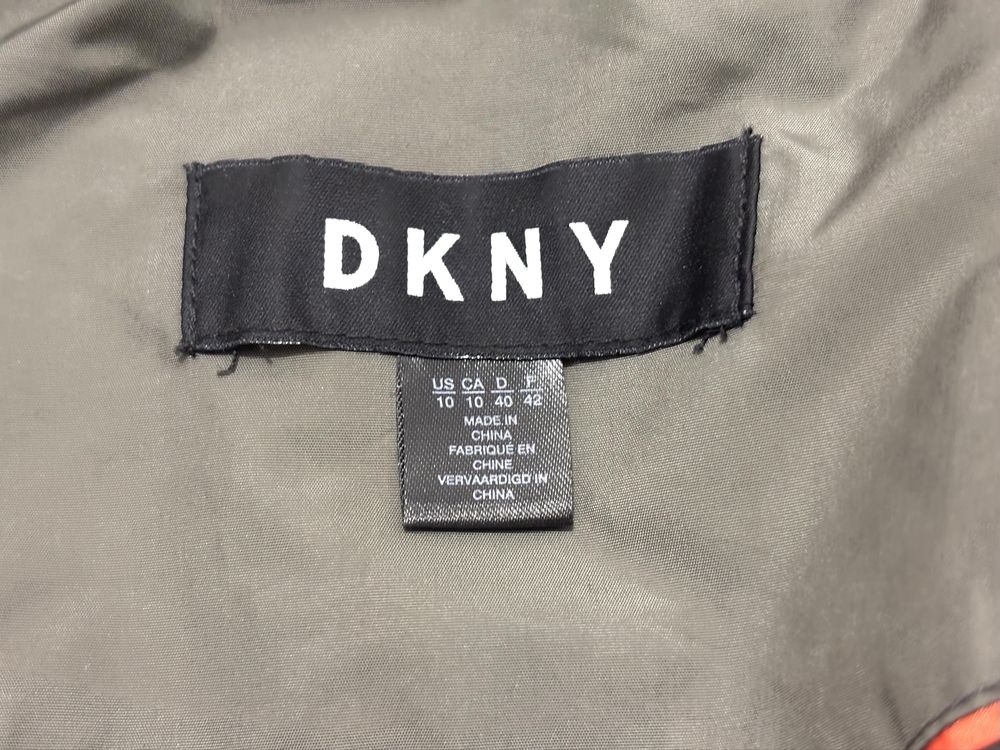 DKNY
US CA D F
10 10 40 42
MADE IN
CHINA
FABRIQUÉ EN
CHINE
VERVAARDIGD IN
CHINA